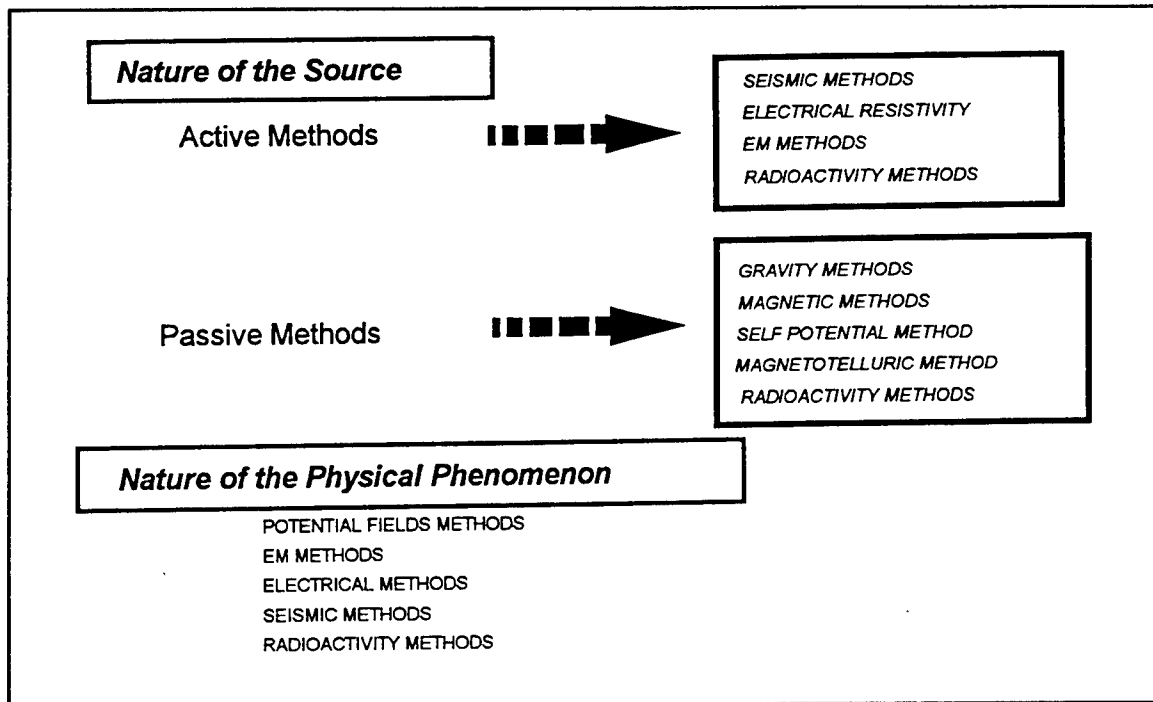 Nature of the Source
Active Methods
SEISMIC METHODS
ELECTRICAL RESISTIVITY
EM METHODS
RADIOACTIVITY METHODS
Passive Methods
GRAVITY METHODS
MAGNETIC METHODS
SELF POTENTIAL METHOD
MAGNETOTELLURIC METHOD
RADIOACTIVITY METHODS
Nature of the Physical Phenomenon
POTENTIAL FIELDS METHODS
EM METHODS
ELECTRICAL METHODS
SEISMIC METHODS
RADIOACTIVITY METHODS